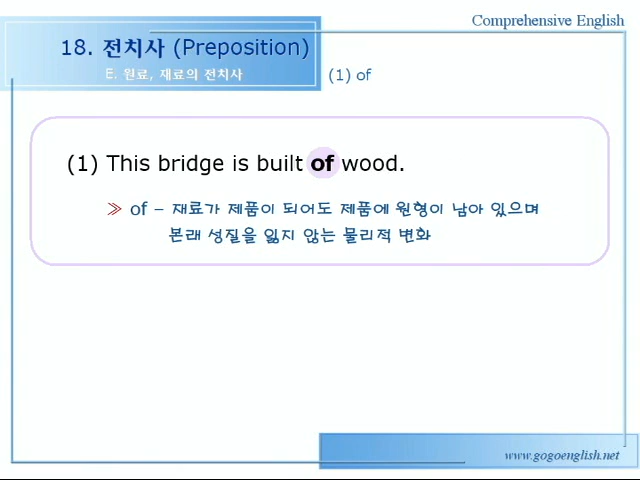 Comprehensive English
18. 전치사 (Preposition)
E. 원료, 재료의 전치사
(1) of
(1) This bridge is built of wood.
≫ of – 재료가 제품이 되어도 제품에 원형이 남아 있으며
본래 성질을 잃지 않는 물리적 변화
www.gogoenglish.net